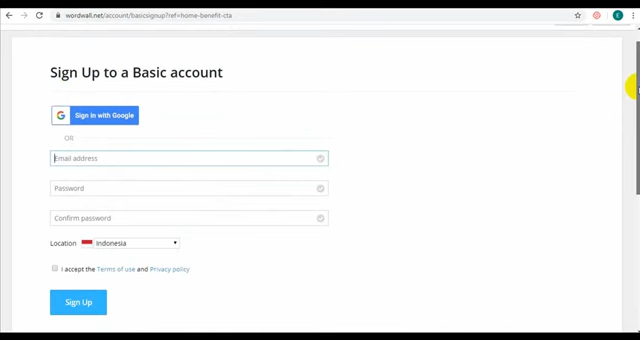 wordwall.net/account/basicsignup?ref=home-benefit-cta
E
Sign Up to a Basic account
G Sign in with Google
OR
Email address
Password
Confirm password
Location Indonesia
I accept the Terms of use and Privacy policy
Sign Up